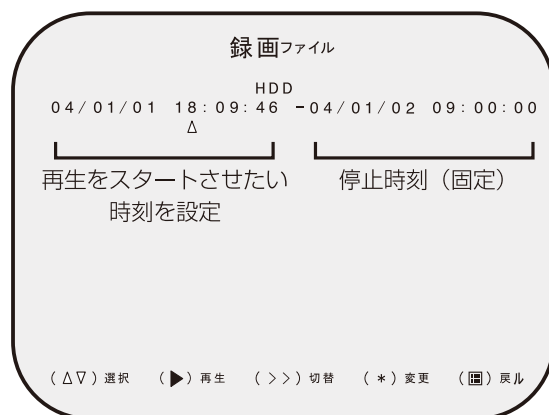 録画ファイル
HDD
04/01/01 18:09:46 -04/01/02 09:00:00
△
再生をスタートさせたい 停止時刻（固定）
時刻を設定
(△▽)選択 (▶)再生 (>>)切替 (*)変更 (▤)戻ル